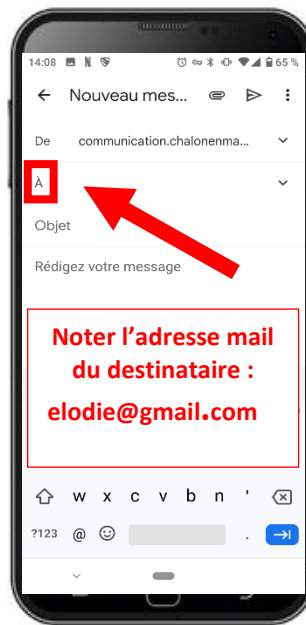 14:08 65 %
Nouveau mes...
De communication.chalonenma...
À
Objet
Rédigez votre message
Noter l’adresse mail
du destinataire :
elodie@gmail.com
w x c v b n '
?123 @ .